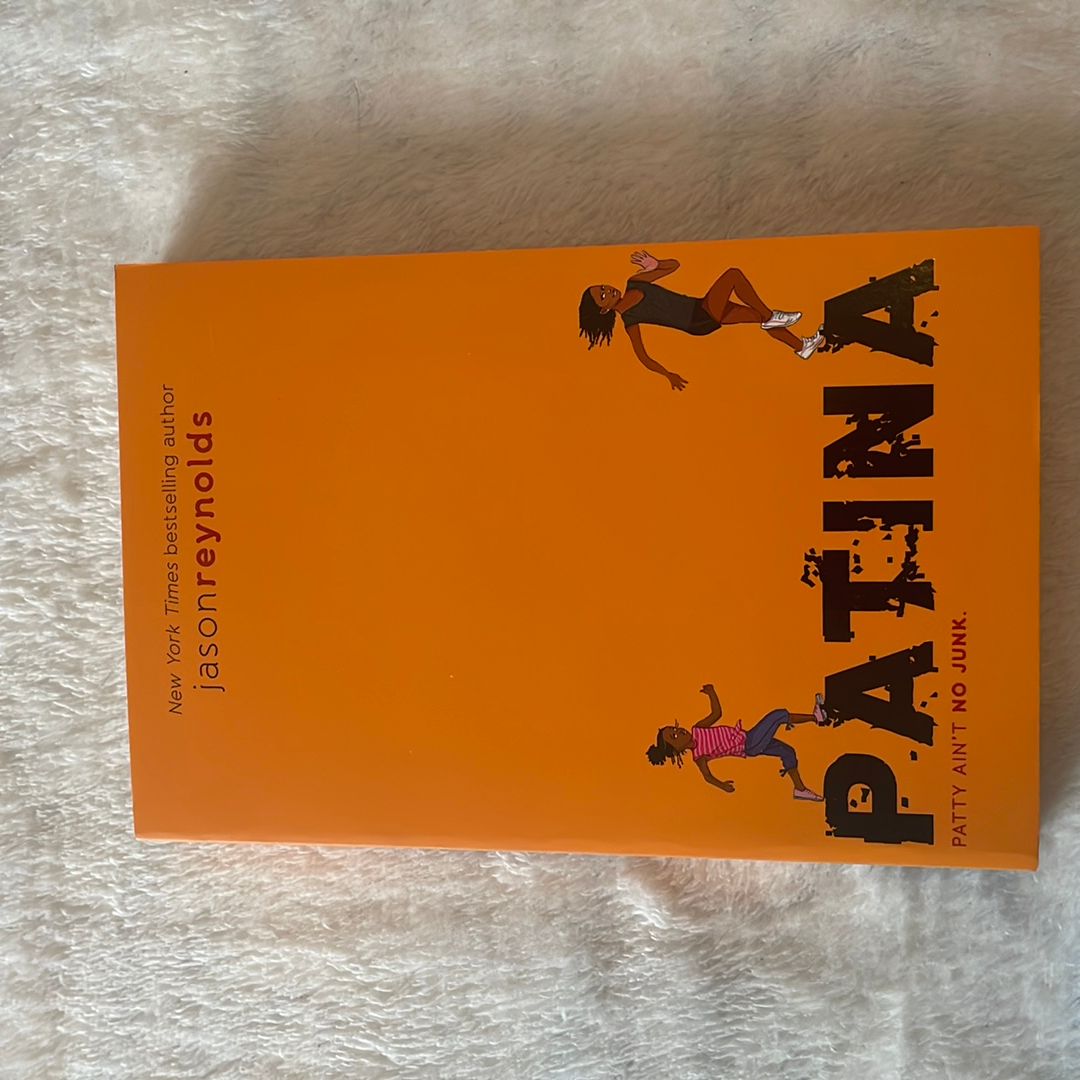 New York Times bestselling author
jasonreynolds
PATINA
PATTY AIN'T NO JUNK.